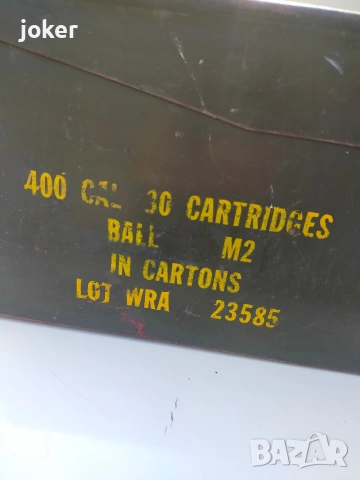 joker
400 CAL 30 CARTRIDGES
BALL M2
IN CARTONS
LOT WRA 23585
BAZAR